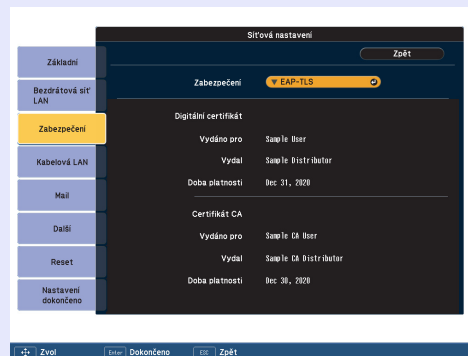 Síťová nastavení
Zpět
Základní
Bezdrátová síť
LAN
Zabezpečení
Kabelová LAN
Mail
Další
Reset
Nastavení
dokončeno
Zabezpečení EAP-TLS
Digitální certifikát
Vydáno pro Sample User
Vydal Sample Distributor
Doba platnosti Dec 31, 2020
Certifikát CA
Vydáno pro Sample CA User
Vydal Sample CA Distributor
Doba platnosti Dec 30, 2020
Zvol Enter Dokončeno ESC Zpět